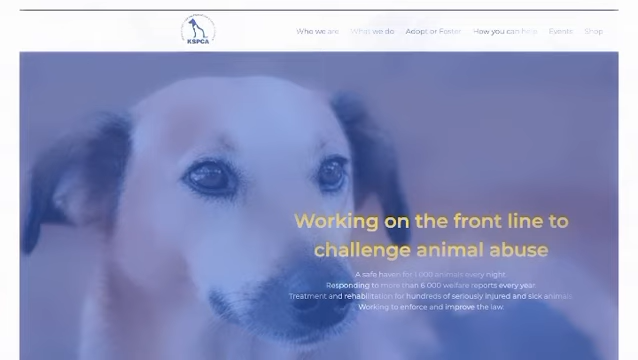 KSPCA
Who we are What we do Adopt or Foster How you can help Events Shop
Working on the front line to
challenge animal abuse
A safe haven for 1 000 animals every night.
Responding to more than 6 000 welfare reports every year.
Treatment and rehabilitation for hundreds of seriously injured and sick animals.
Working to enforce and improve the law.